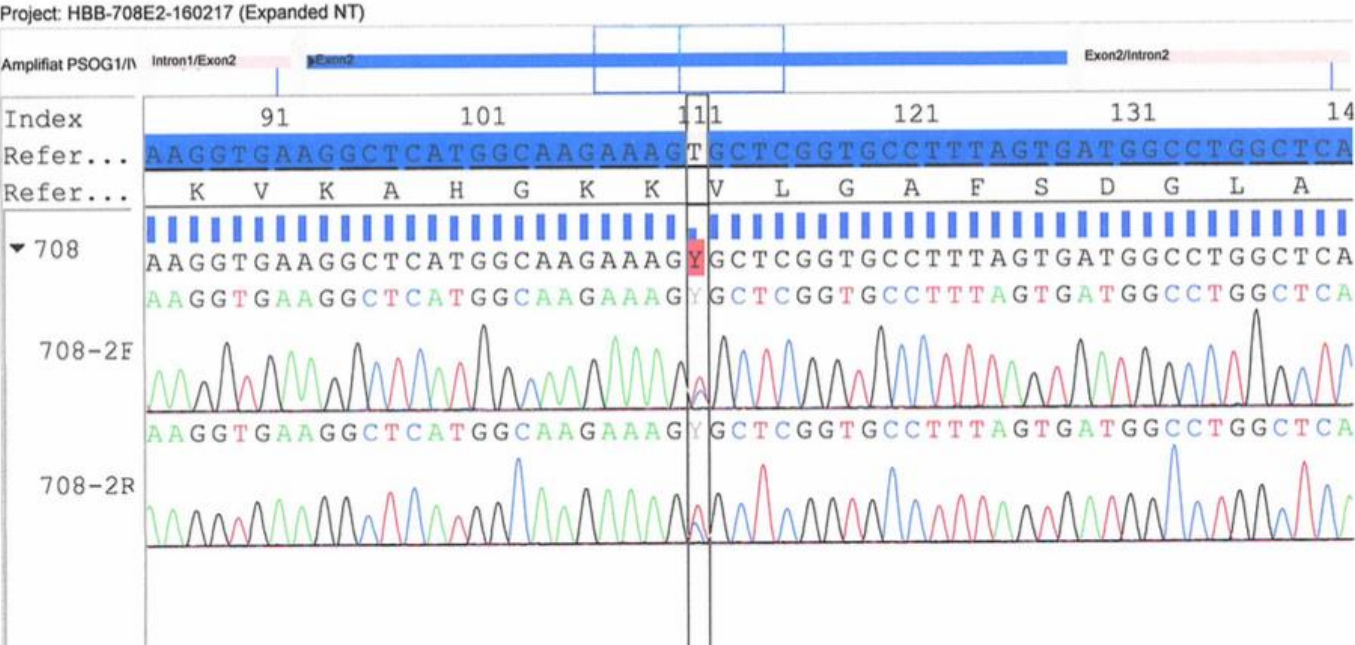 Project: HBB-708E2-160217 (Expanded NT)
Amplifiat PSOG1/I Intron1/Exon2 Exon2 Exon2/Intron2
Index 91 101 111 121 131 14
Refer... AAGGTGAAGGCTCATGGCAAGAAAGTGCTCGGTGCCTTTAGTGATGGCCTGGCTCA
Refer... K V K A H G K K V L G A F S D G L A
708 AAGGTGAAGGCTCATGGCAAGAAAGYGCTCGGTGCCTTTAGTGATGGCCTGGCTCA
AAGGTGAAGGCTCATGGCAAGAAAGYGCTCGGTGCCTTTAGTGATGGCCTGGCTCA
708-2F
AAGGTGAAGGCTCATGGCAAGAAAGYGCTCGGTGCCTTTAGTGATGGCCTGGCTCA
708-2R